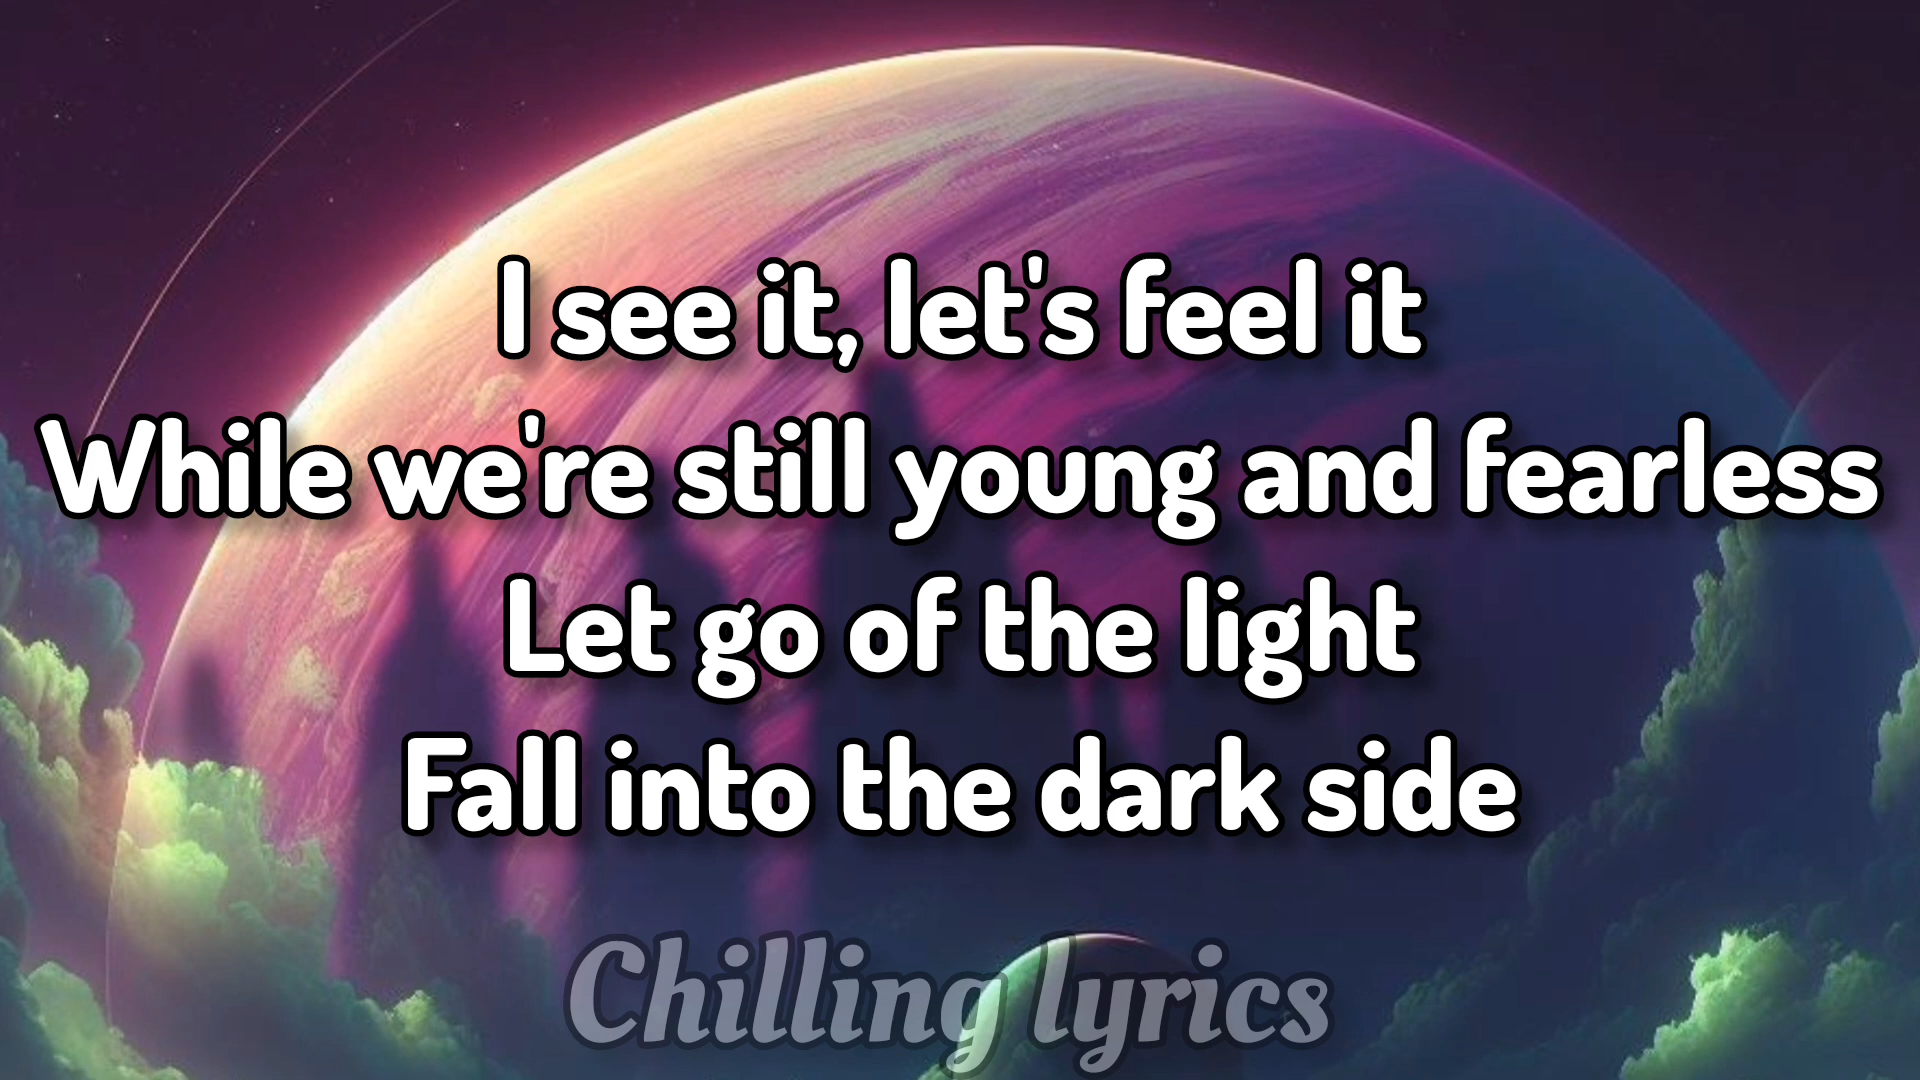 I see it, let's feel it
While we're still young and fearless
Let go of the light
Fall into the dark side
Chilling lyrics